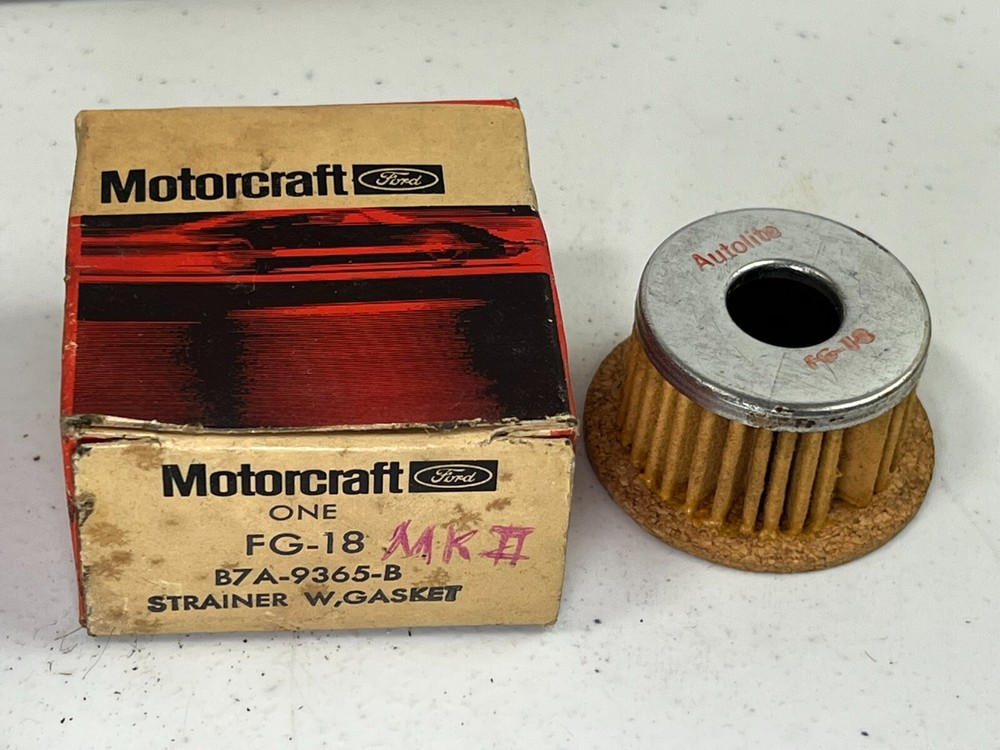 Motorcraft Ford
Motorcraft Ford
ONE
FG-18 MK II
B7A-9365-B
STRAINER W,GASKET
Autolite
FG-18